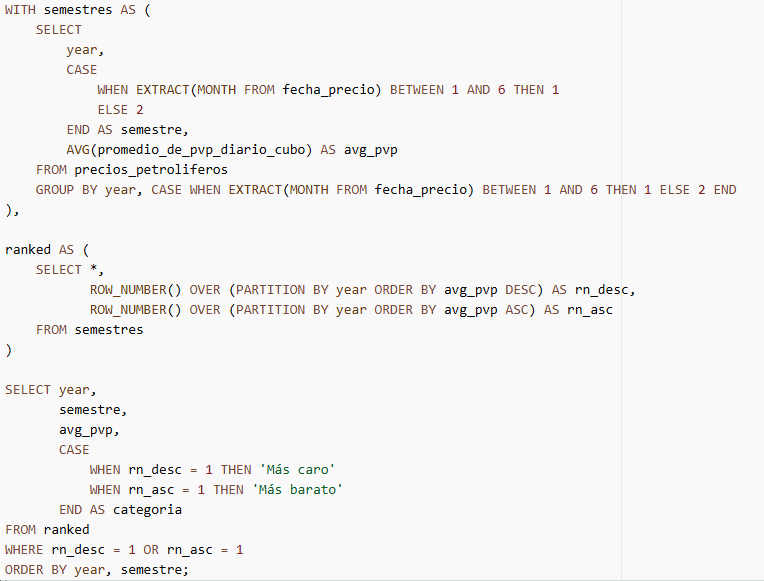 WITH semestres AS (
    SELECT
        year,
        CASE
            WHEN EXTRACT(MONTH FROM fecha_precio) BETWEEN 1 AND 6 THEN 1
            ELSE 2
        END AS semestre,
        AVG(promedio_de_pvp_diario_cubo) AS avg_pvp
    FROM precios_petroliferos
    GROUP BY year, CASE WHEN EXTRACT(MONTH FROM fecha_precio) BETWEEN 1 AND 6 THEN 1 ELSE 2 END
),

ranked AS (
    SELECT *,
           ROW_NUMBER() OVER (PARTITION BY year ORDER BY avg_pvp DESC) AS rn_desc,
           ROW_NUMBER() OVER (PARTITION BY year ORDER BY avg_pvp ASC) AS rn_asc
    FROM semestres
)

SELECT year,
       semestre,
       avg_pvp,
       CASE
           WHEN rn_desc = 1 THEN 'Más caro'
           WHEN rn_asc = 1 THEN 'Más barato'
       END AS categoria
FROM ranked
WHERE rn_desc = 1 OR rn_asc = 1
ORDER BY year, semestre;